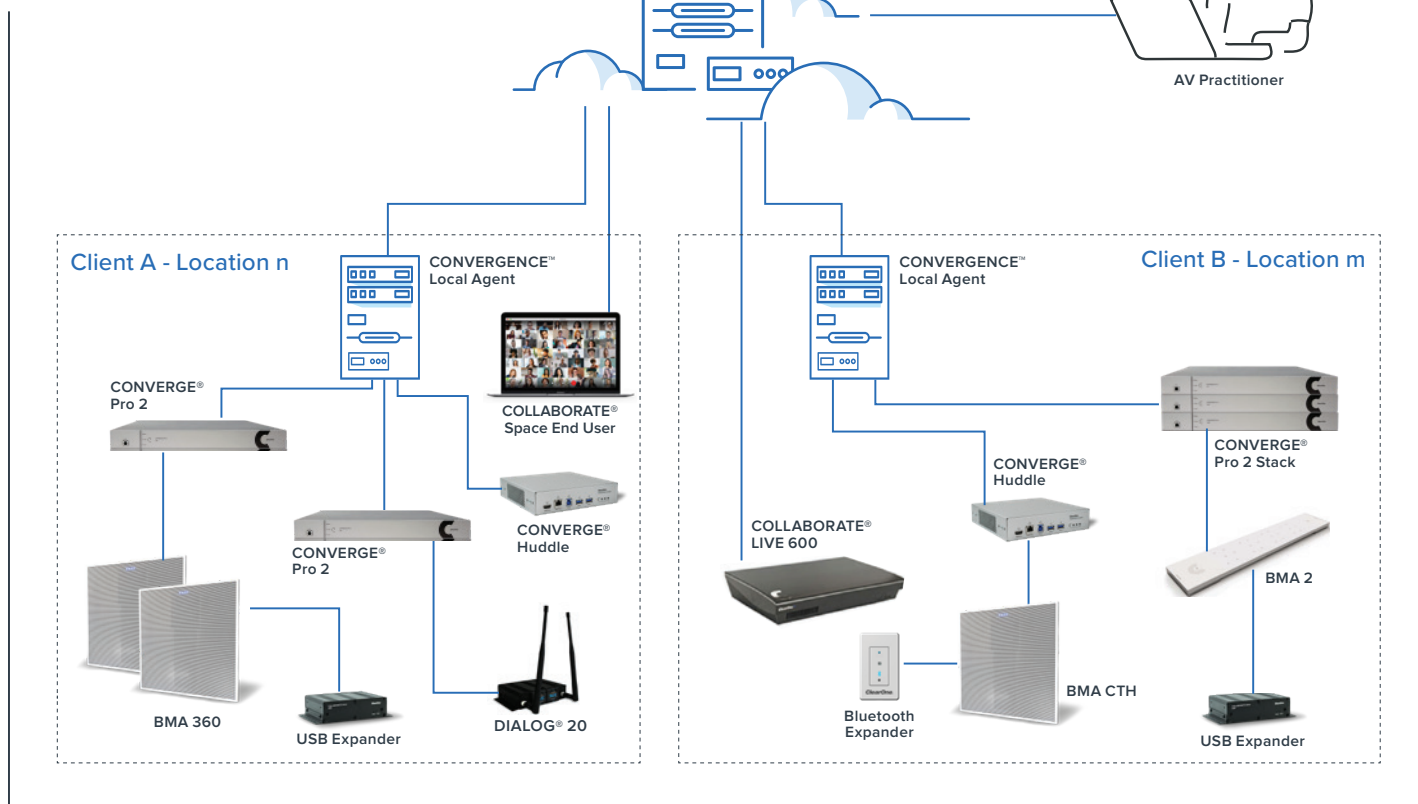 AV Practitioner
Client A - Location n
CONVERGENCE™
Local Agent
CONVERGE®
Pro 2
COLLABORATE®
Space End User
CONVERGE®
Huddle
CONVERGE®
Pro 2
BMA 360
USB Expander
DIALOG® 20
Client B - Location m
CONVERGENCE™
Local Agent
CONVERGE®
Pro 2 Stack
CONVERGE®
Huddle
COLLABORATE®
LIVE 600
BMA 2
ClearOne
Bluetooth
Expander
BMA CTH
USB Expander